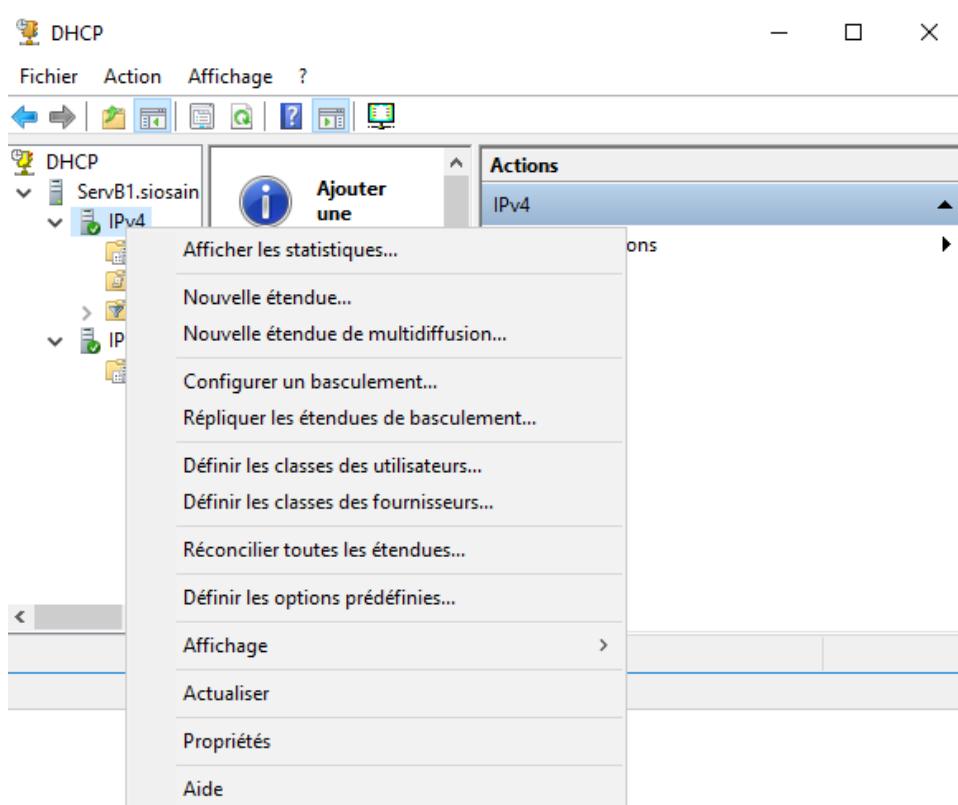 DHCP
Fichier Action Affichage ?
DHCP
ServB1.siosain
IPv4
IP
Ajouter
une
Actions
IPv4
ons
Afficher les statistiques...
Nouvelle étendue...
Nouvelle étendue de multidiffusion...
Configurer un basculement...
Répliquer les étendues de basculement...
Définir les classes des utilisateurs...
Définir les classes des fournisseurs...
Réconcilier toutes les étendues...
Définir les options prédéfinies...
Affichage
Actualiser
Propriétés
Aide